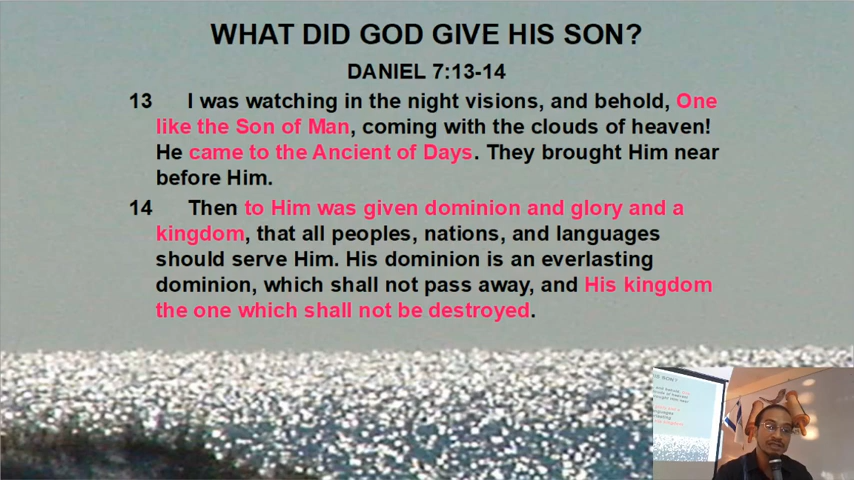 WHAT DID GOD GIVE HIS SON?
DANIEL 7:13-14
13 I was watching in the night visions, and behold, One
like the Son of Man, coming with the clouds of heaven!
He came to the Ancient of Days. They brought Him near
before Him.
14 Then to Him was given dominion and glory and a
kingdom, that all peoples, nations, and languages
should serve Him. His dominion is an everlasting
dominion, which shall not pass away, and His kingdom
the one which shall not be destroyed.